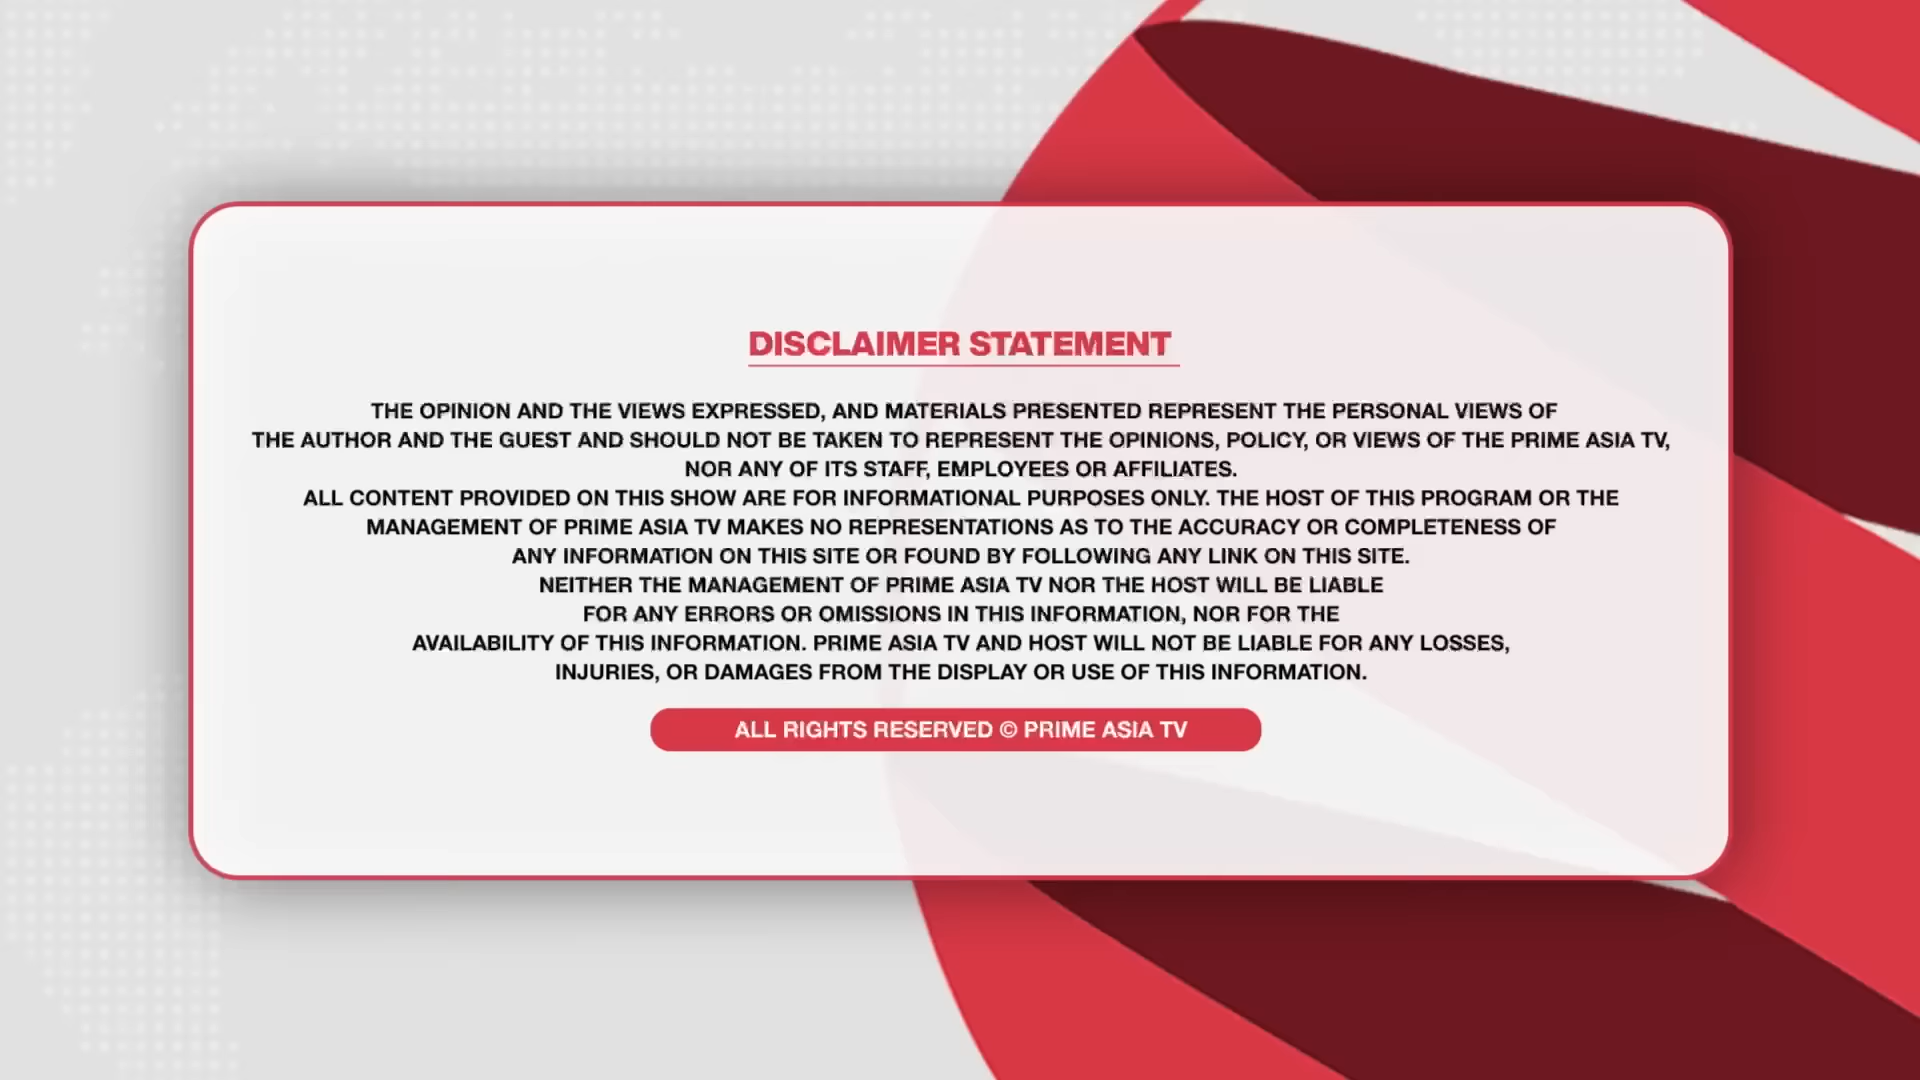 DISCLAIMER STATEMENT
THE OPINION AND THE VIEWS EXPRESSED, AND MATERIALS PRESENTED REPRESENT THE PERSONAL VIEWS OF
THE AUTHOR AND THE GUEST AND SHOULD NOT BE TAKEN TO REPRESENT THE OPINIONS, POLICY, OR VIEWS OF THE PRIME ASIA TV,
NOR ANY OF ITS STAFF, EMPLOYEES OR AFFILIATES.
ALL CONTENT PROVIDED ON THIS SHOW ARE FOR INFORMATIONAL PURPOSES ONLY. THE HOST OF THIS PROGRAM OR THE
MANAGEMENT OF PRIME ASIA TV MAKES NO REPRESENTATIONS AS TO THE ACCURACY OR COMPLETENESS OF
ANY INFORMATION ON THIS SITE OR FOUND BY FOLLOWING ANY LINK ON THIS SITE.
NEITHER THE MANAGEMENT OF PRIME ASIA TV NOR THE HOST WILL BE LIABLE
FOR ANY ERRORS OR OMISSIONS IN THIS INFORMATION, NOR FOR THE
AVAILABILITY OF THIS INFORMATION. PRIME ASIA TV AND HOST WILL NOT BE LIABLE FOR ANY LOSSES,
INJURIES, OR DAMAGES FROM THE DISPLAY OR USE OF THIS INFORMATION.
ALL RIGHTS RESERVED © PRIME ASIA TV